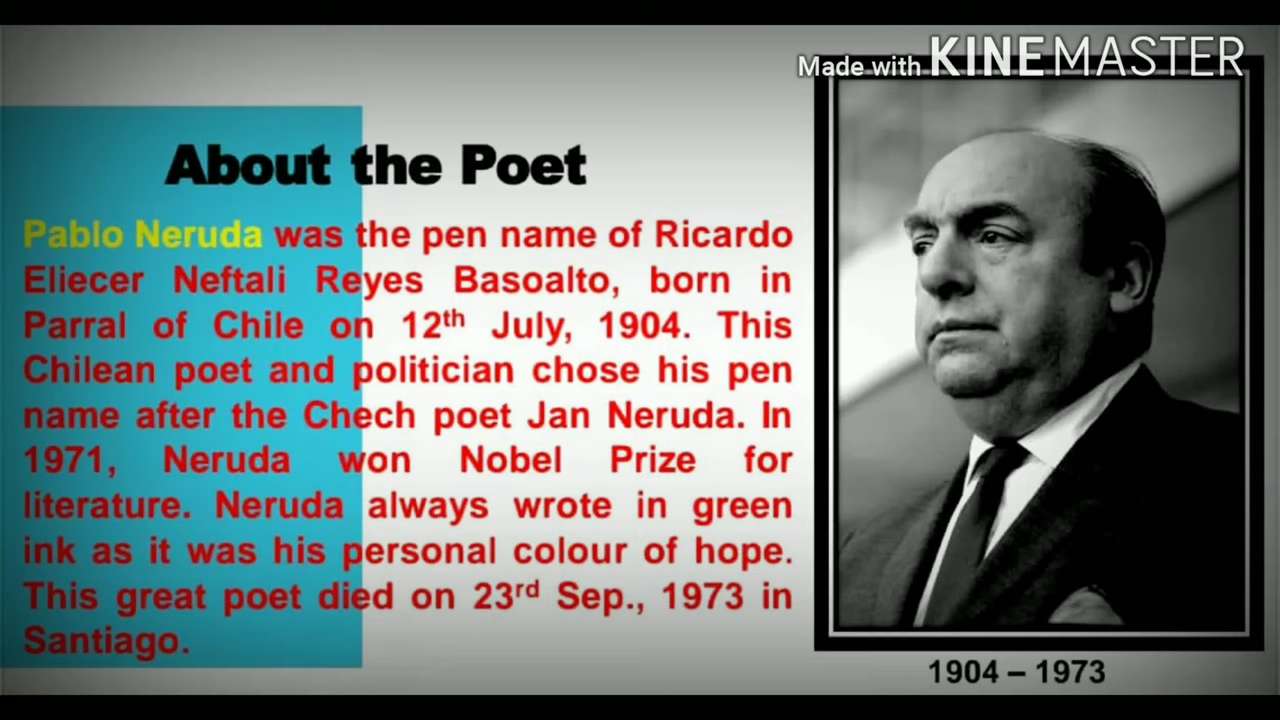 Made with KINEMASTER
About the Poet
Pablo Neruda was the pen name of Ricardo
Eliecer Neftali Reyes Basoalto, born in
Parral of Chile on 12th July, 1904. This
Chilean poet and politician chose his pen
name after the Chech poet Jan Neruda. In
1971, Neruda won Nobel Prize for
literature. Neruda always wrote in green
ink as it was his personal colour of hope.
This great poet died on 23rd Sep., 1973 in
Santiago.
1904 – 1973